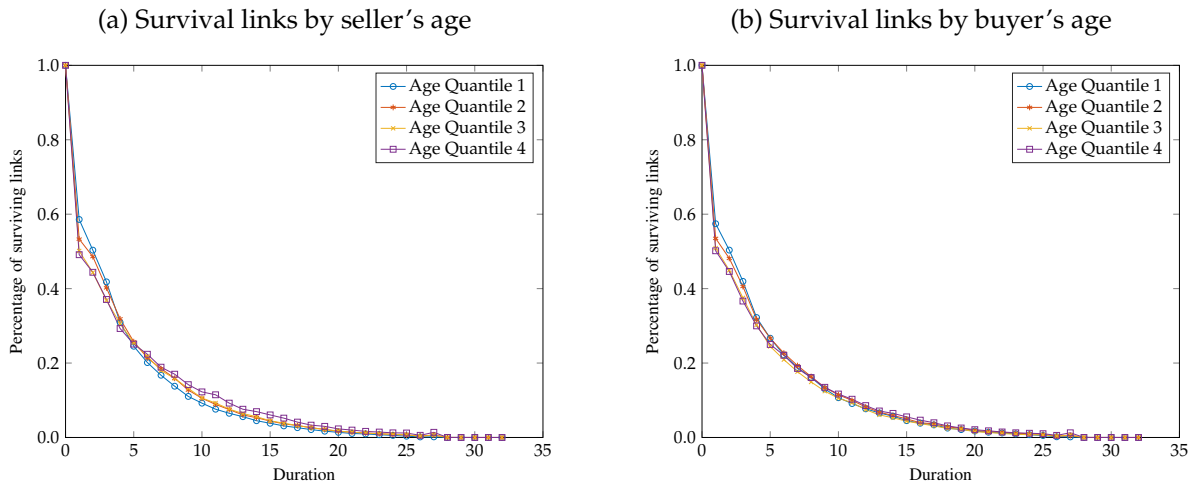 (a) Survival links by seller’s age
Percentage of surviving links
1.0
0.8
0.6
0.4
0.2
0.0
0 5 10 15 20 25 30 35
Duration
Age Quantile 1
Age Quantile 2
Age Quantile 3
Age Quantile 4
(b) Survival links by buyer’s age
Percentage of surviving links
1.0
0.8
0.6
0.4
0.2
0.0
0 5 10 15 20 25 30 35
Duration
Age Quantile 1
Age Quantile 2
Age Quantile 3
Age Quantile 4